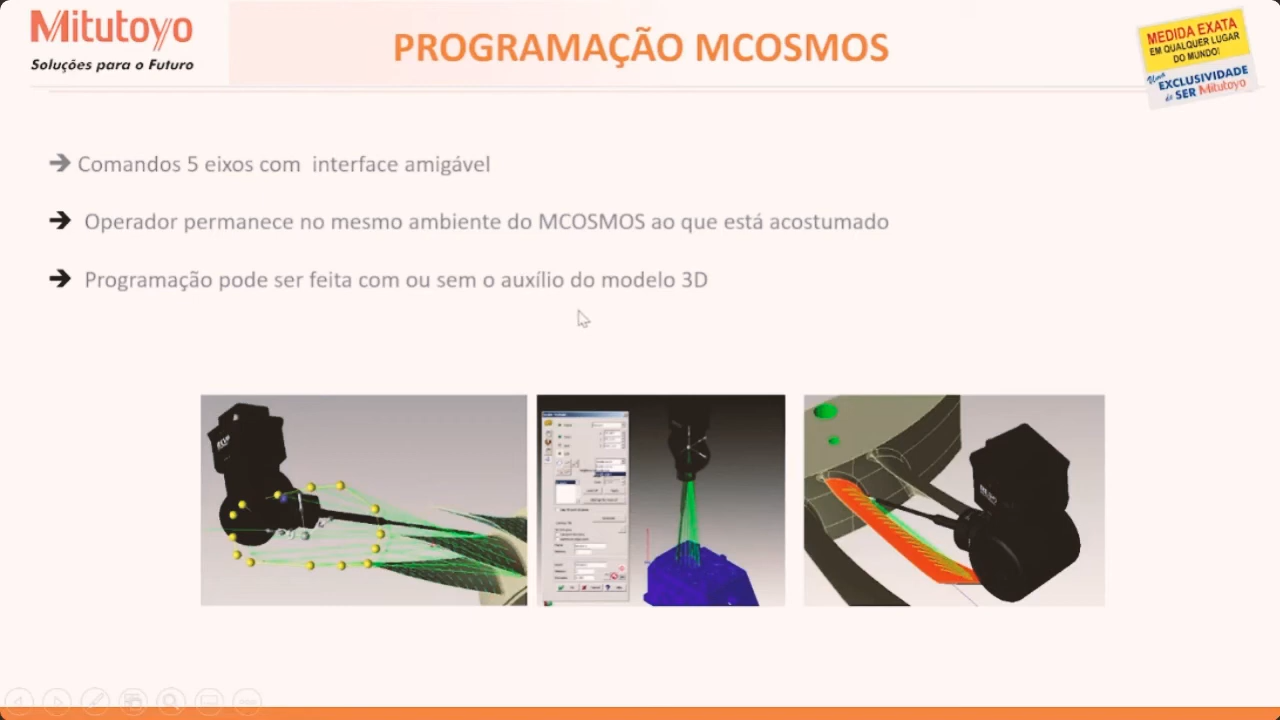 Mitutoyo
Soluções para o Futuro
PROGRAMAÇÃO MCOSMOS
MEDIDA EXATA
EM QUALQUER LUGAR
DO MUNDO!
Uma
EXCLUSIVIDADE
de SER Mitutoyo
➔ Comandos 5 eixos com interface amigável
➔ Operador permanece no mesmo ambiente do MCOSMOS ao que está acostumado
➔ Programação pode ser feita com ou sem o auxílio do modelo 3D